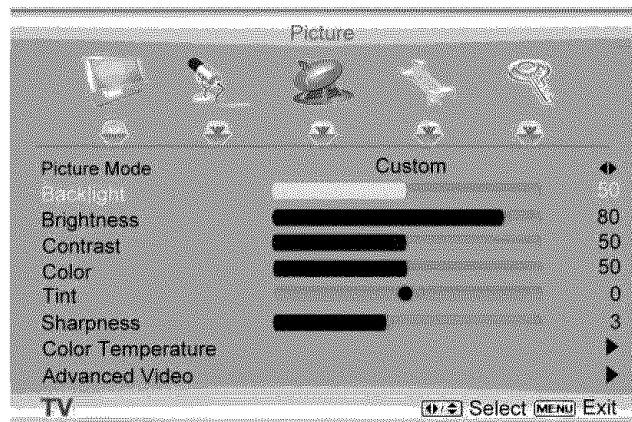 Picture
Picture Mode Custom
Backlight 50
Brightness 80
Contrast 50
Color 50
Tint 0
Sharpness 3
Color Temperature
Advanced Video
TV Select MENU Exit